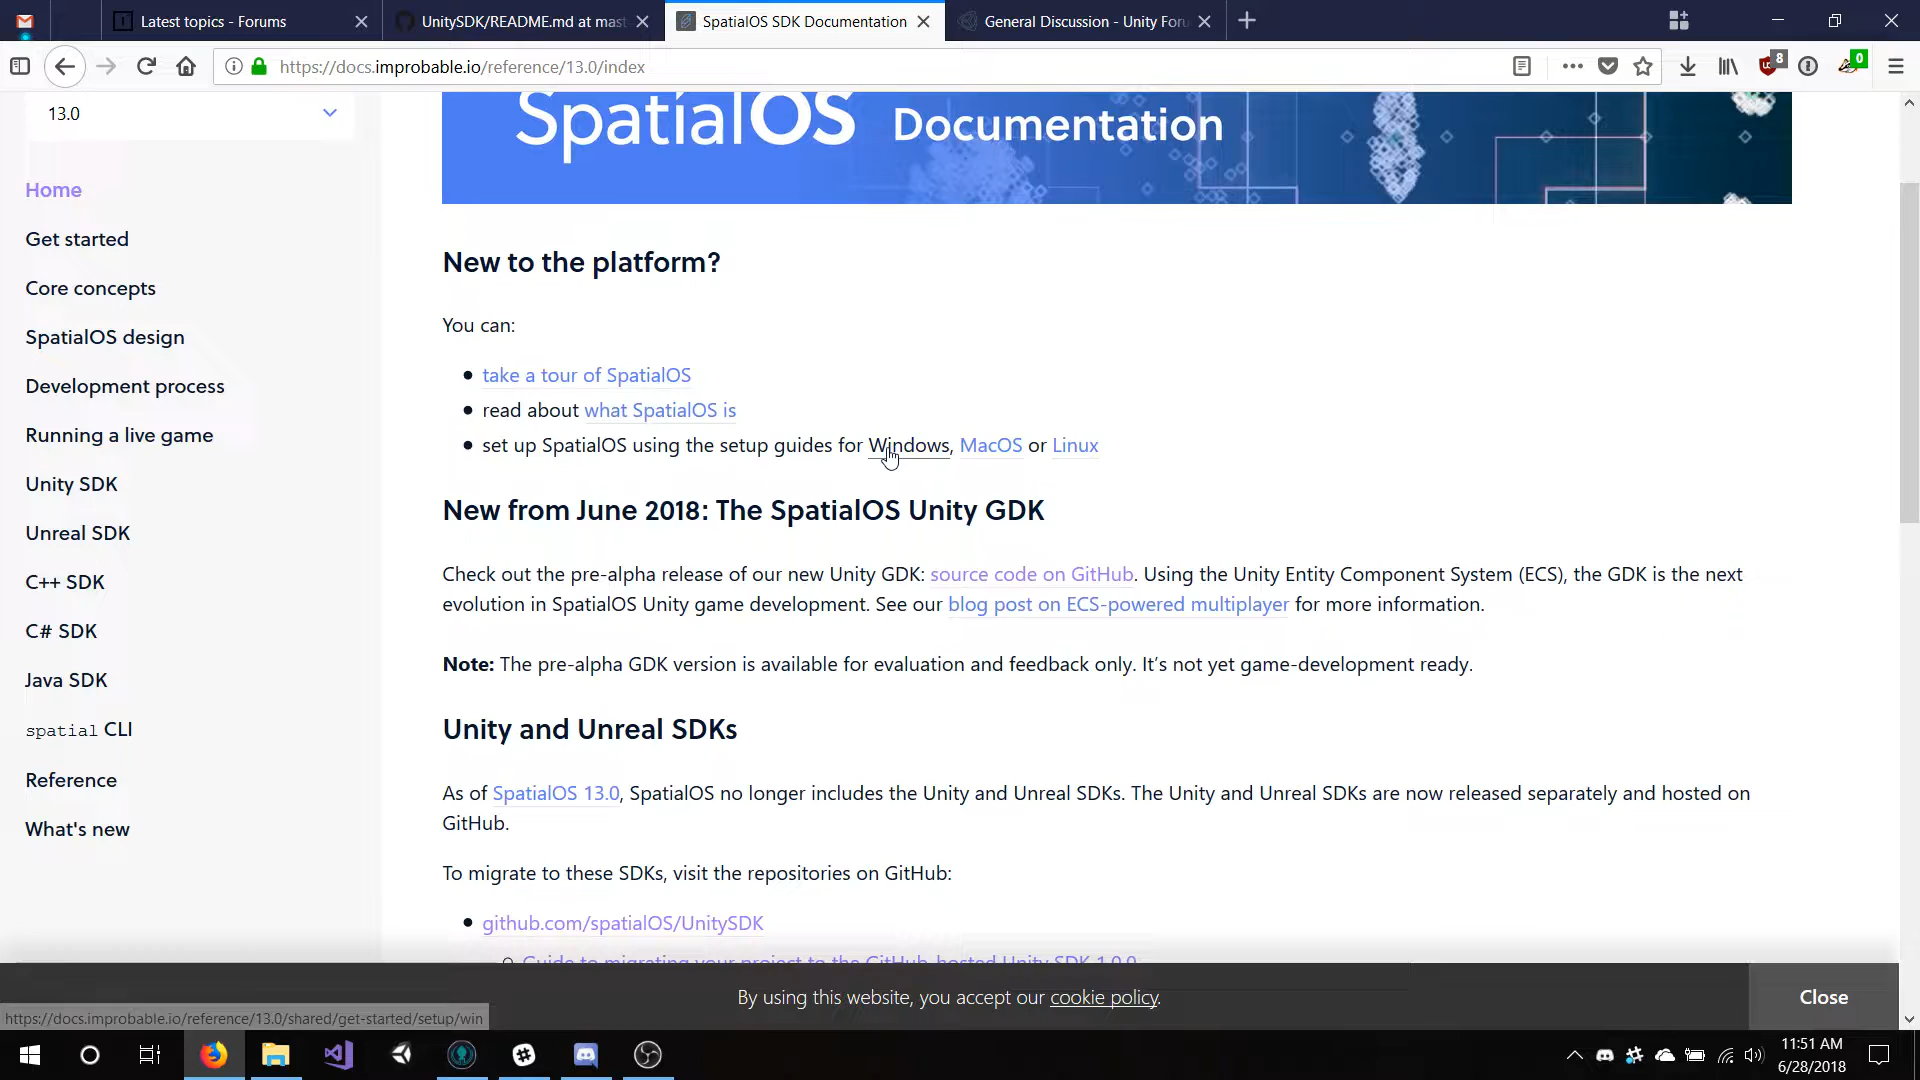 Latest topics - Forums
UnitySDK/README.md at mast
SpatialOS SDK Documentation
General Discussion - Unity Foru
https://docs.improbable.io/reference/13.0/index
8
0
13.0
Home
Get started
Core concepts
SpatialOS design
Development process
Running a live game
Unity SDK
Unreal SDK
C++ SDK
C# SDK
Java SDK
spatial CLI
Reference
What's new
SpatialOS Documentation
New to the platform?
You can:
take a tour of SpatialOS
read about what SpatialOS is
set up SpatialOS using the setup guides for Windows, MacOS or Linux
New from June 2018: The SpatialOS Unity GDK
Check out the pre-alpha release of our new Unity GDK: source code on GitHub. Using the Unity Entity Component System (ECS), the GDK is the next
evolution in SpatialOS Unity game development. See our blog post on ECS-powered multiplayer for more information.
Note: The pre-alpha GDK version is available for evaluation and feedback only. It’s not yet game-development ready.
Unity and Unreal SDKs
As of SpatialOS 13.0, SpatialOS no longer includes the Unity and Unreal SDKs. The Unity and Unreal SDKs are now released separately and hosted on
GitHub.
To migrate to these SDKs, visit the repositories on GitHub:
github.com/spatialOS/UnitySDK
Guide to migrating your project to the GitHub-hosted Unity SDK 1.0.0
By using this website, you accept our cookie policy.
Close
https://docs.improbable.io/reference/13.0/shared/get-started/setup/win
11:51 AM
6/28/2018